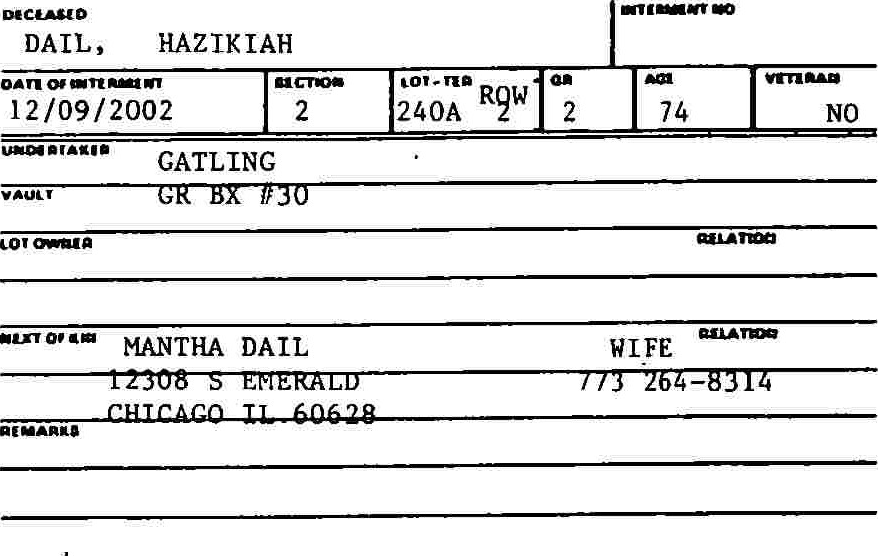 DECEASED INTERMENT NO
DAIL, HAZIKIAH
DATE OF INTERMENT SECTION LOT-TER GR AGE VETERAN
12/09/2002 2 240A ROW 2 2 74 NO
UNDERTAKER GATLING
VAULT GR BX #30
LOT OWNER RELATION
NEXT OF KIN MANTHA DAIL WIFE RELATION
12308 S EMERALD 773 264-8314
CHICAGO IL 60628
REMARKS